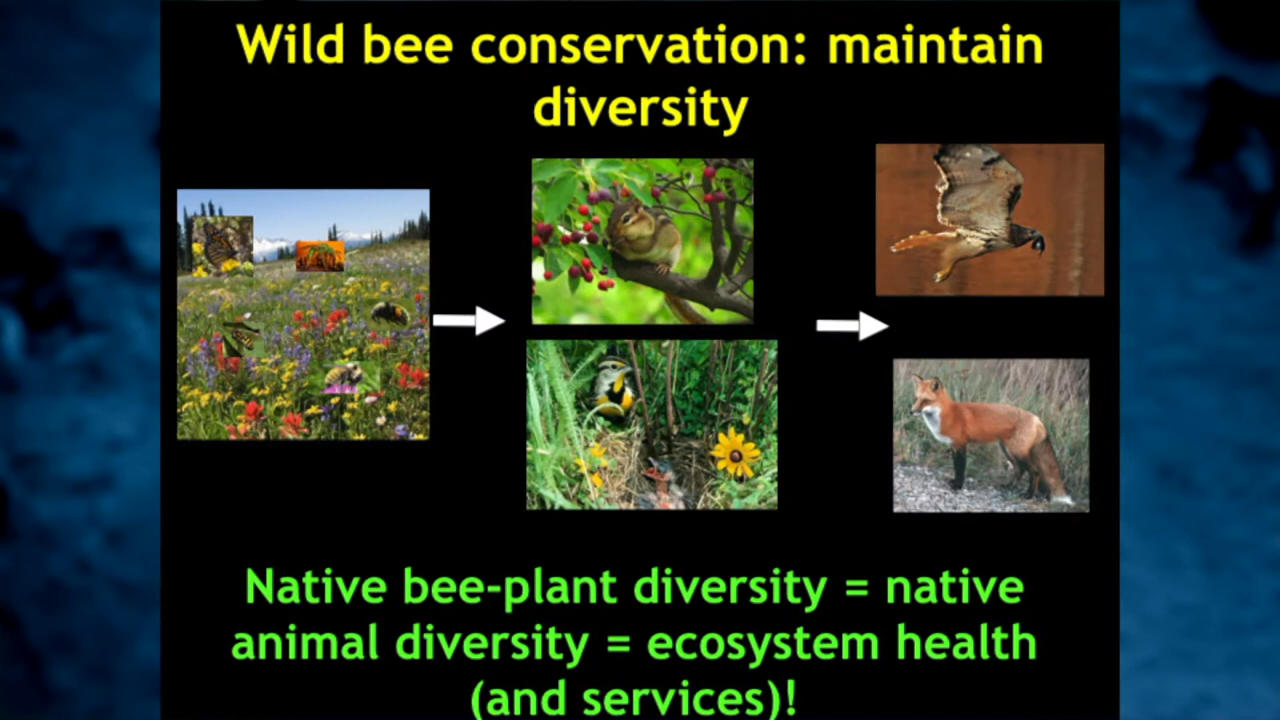 Wild bee conservation: maintain
diversity
Native bee-plant diversity = native
animal diversity = ecosystem health
(and services)!